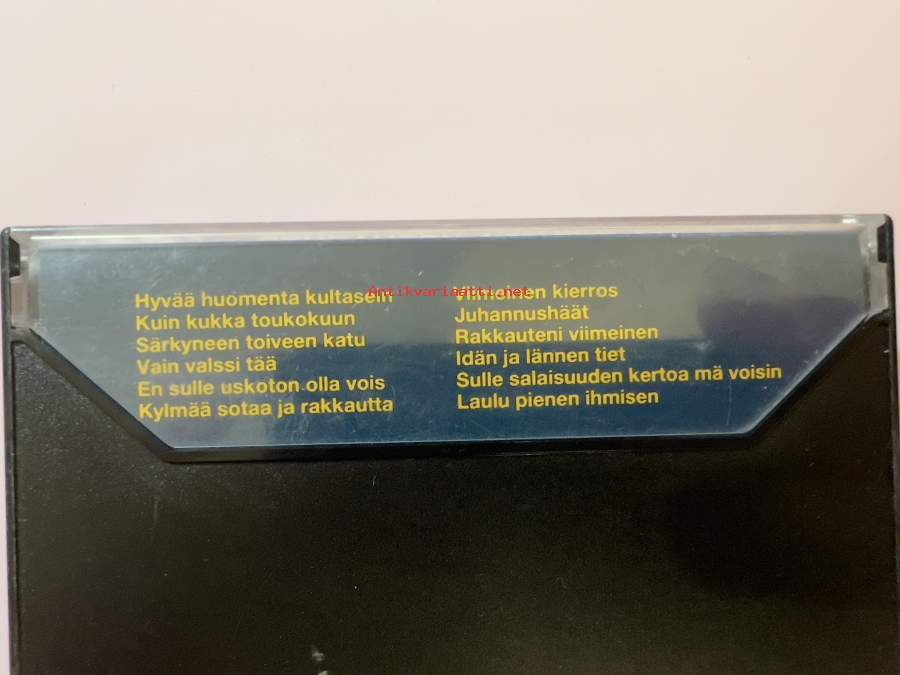 Hyvää huomenta kultaseni
Kuin kukka toukokuun
Särkyneen toiveen katu
Vain valssi tää
En sulle uskoton olla vois
Kylmää sotaa ja rakkautta
kierros
Juhannushäät
Rakkauteni viimeinen
Idän ja lännen tiet
Sulle salaisuuden kertoa mä voisin
Laulu pienen ihmisen
Antikvariaatti.net